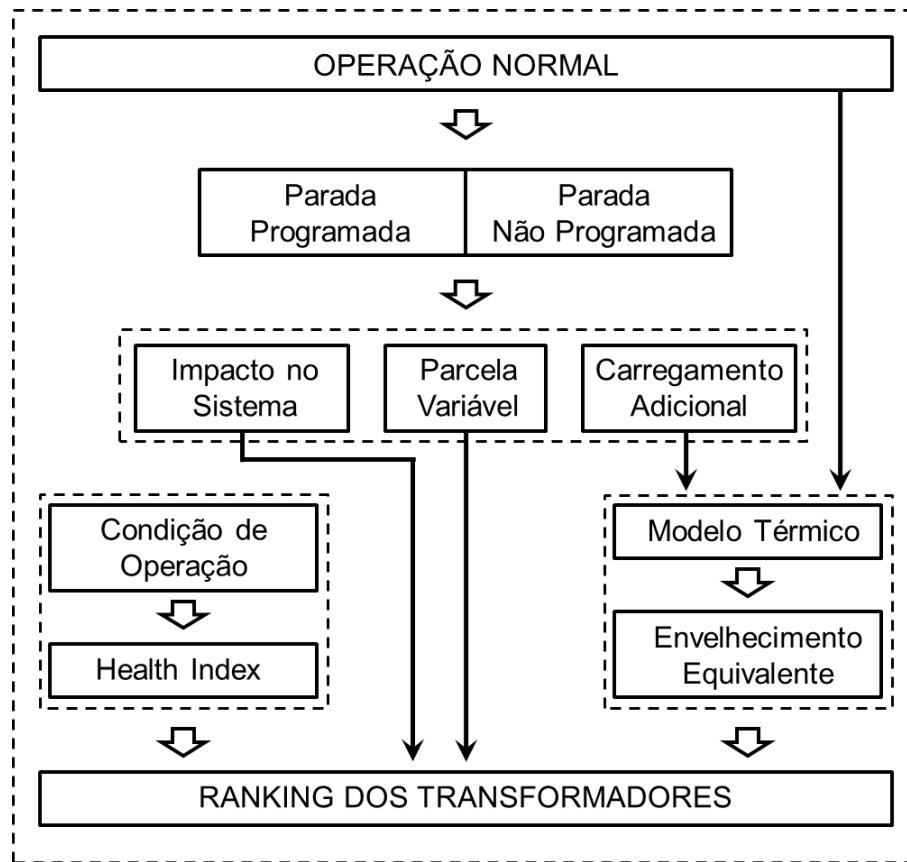 OPERAÇÃO NORMAL
Parada
Programada
Parada
Não Programada
Impacto no
Sistema
Parcela
Variável
Carregamento
Adicional
Condição de
Operação
Health Index
Modelo Térmico
Envelhecimento
Equivalente
RANKING DOS TRANSFORMADORES